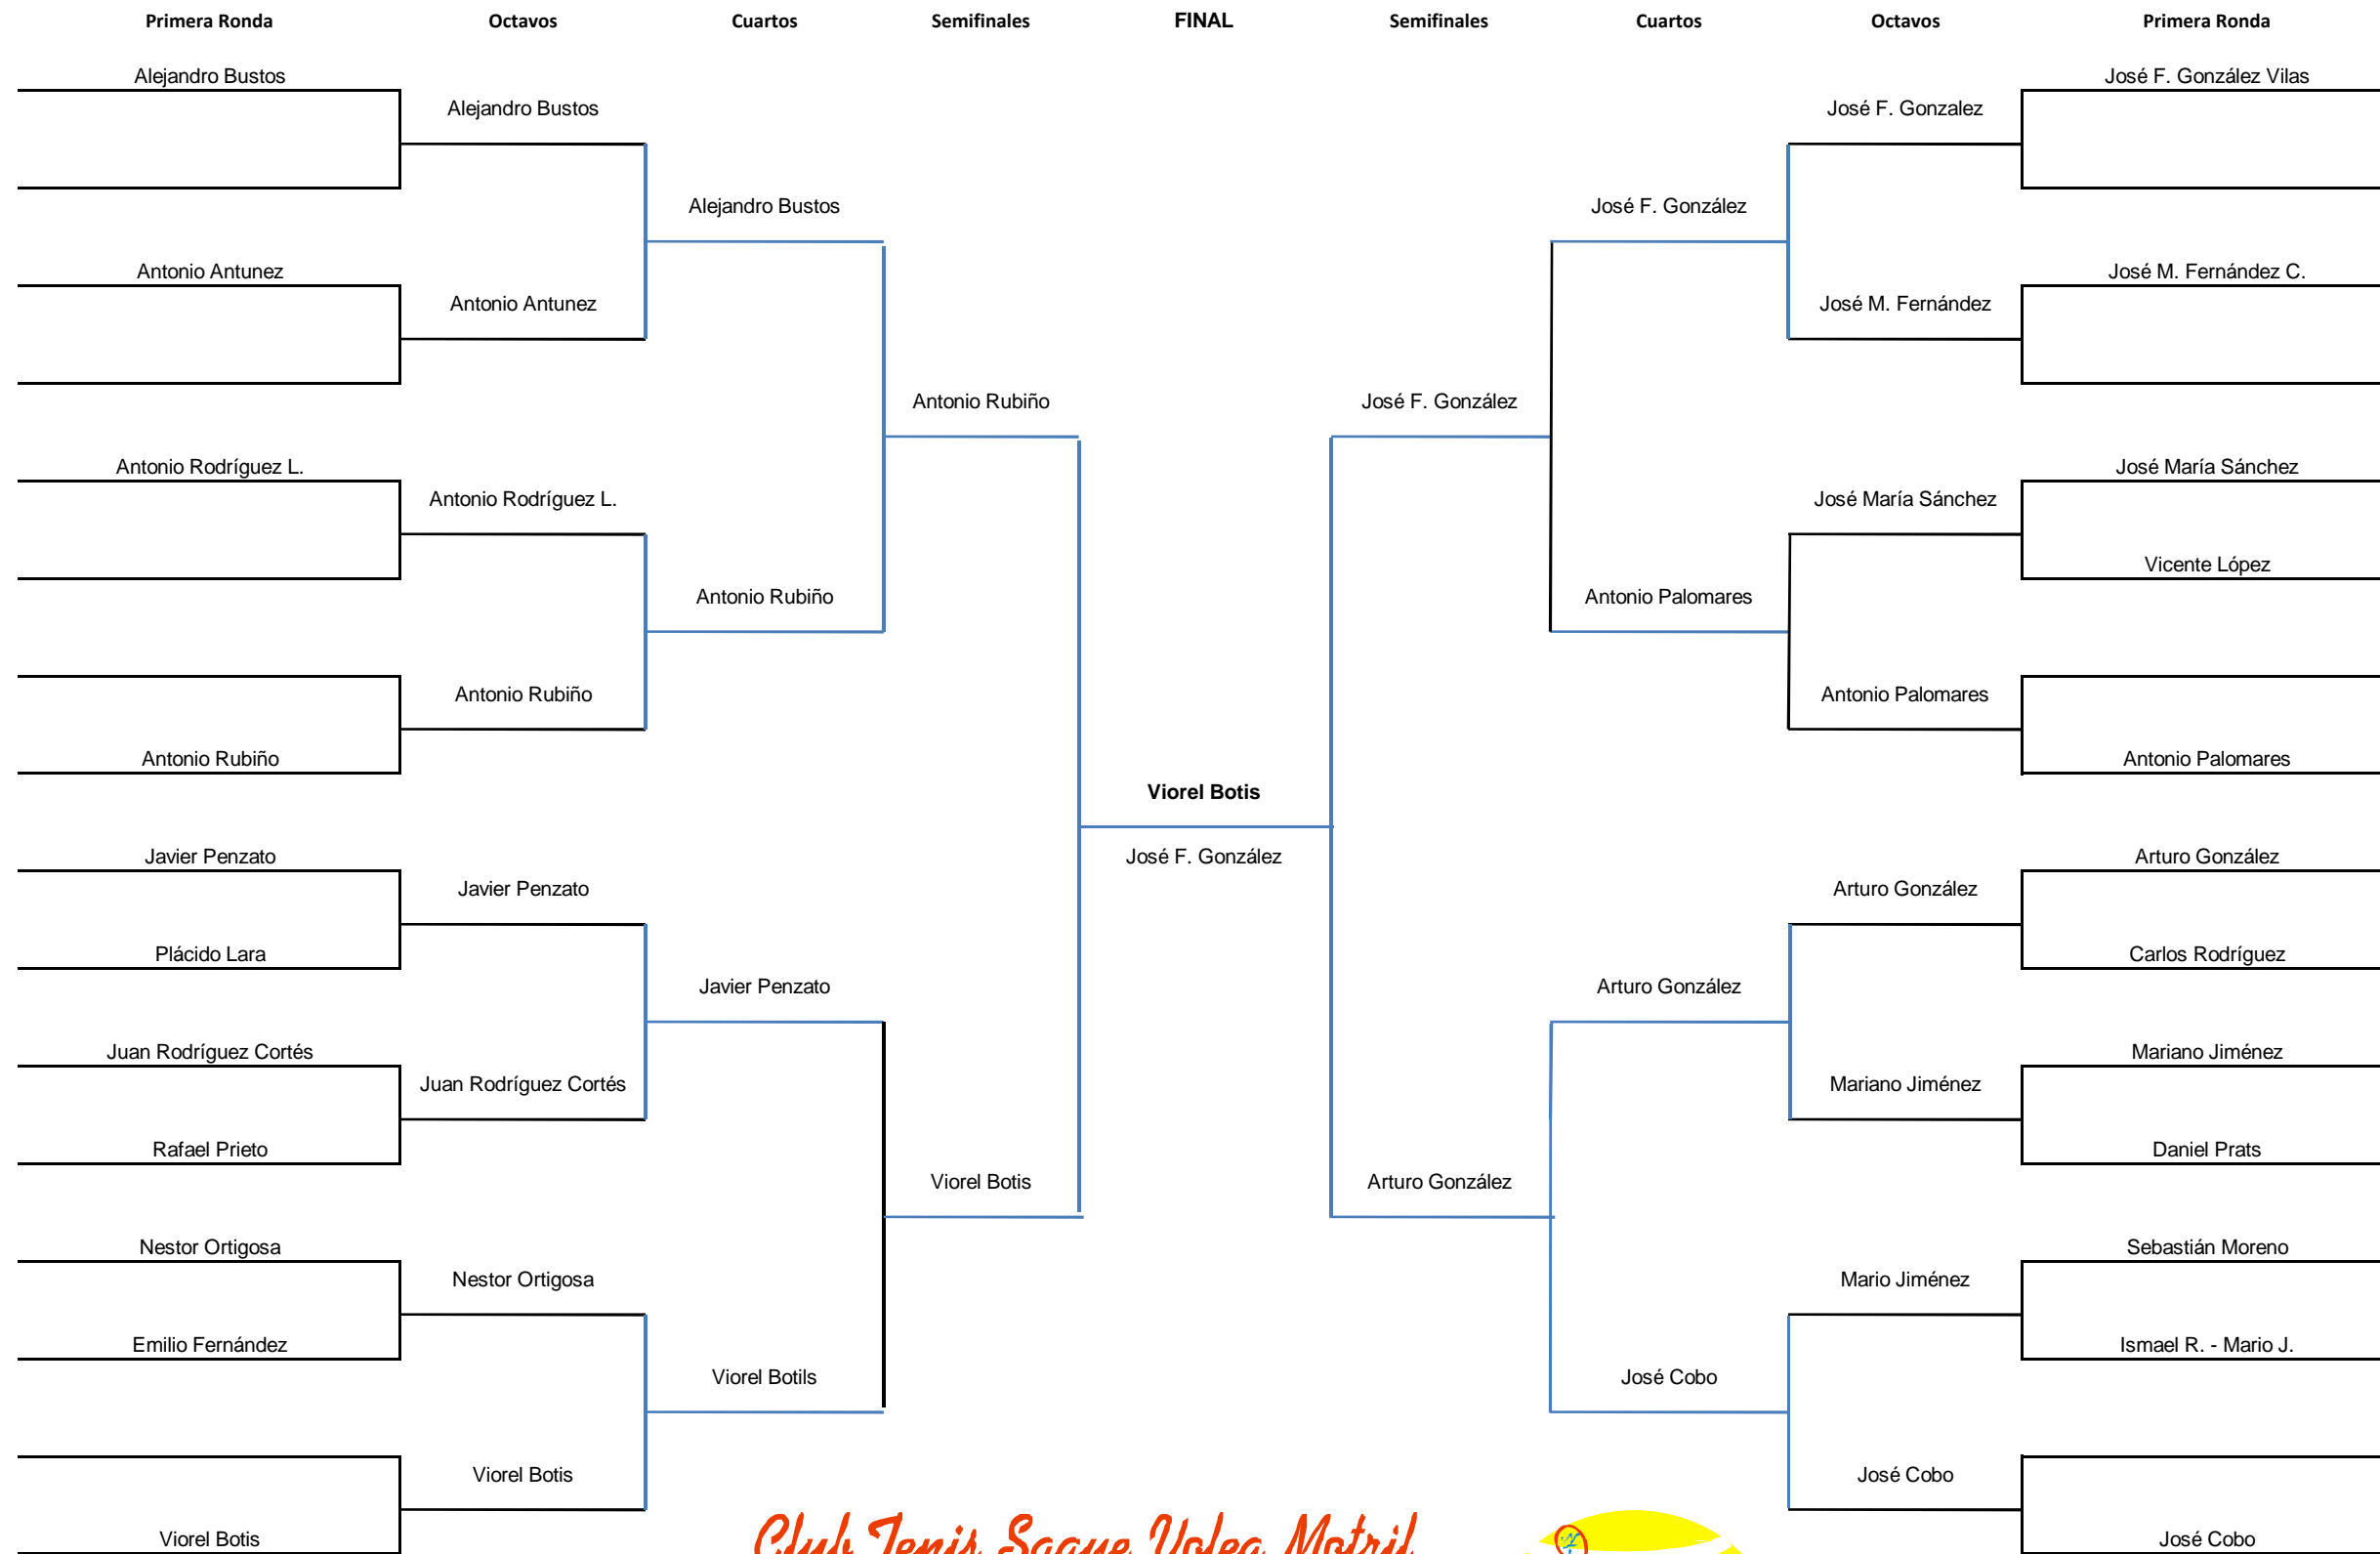 Primera Ronda Octavos Cuartos Semifinales FINAL Semifinales Cuartos Octavos Primera Ronda
Alejandro Bustos José F. González Vilas
Alejandro Bustos José F. Gonzalez
Alejandro Bustos José F. González
Antonio Antunez José M. Fernández C.
Antonio Antunez José M. Fernández
Antonio Rubiño José F. González
Antonio Rodríguez L. José María Sánchez
Antonio Rodríguez L. José María Sánchez
Vicente López
Antonio Rubiño Antonio Palomares
Antonio Rubiño Antonio Palomares
Antonio Rubiño Antonio Palomares
Viorel Botis
Javier Penzato José F. González Arturo González
Javier Penzato Arturo González
Plácido Lara Carlos Rodríguez
Javier Penzato Arturo González
Juan Rodríguez Cortés Mariano Jiménez
Juan Rodríguez Cortés Mariano Jiménez
Rafael Prieto Daniel Prats
Viorel Botis Arturo González
Nestor Ortigosa Sebastián Moreno
Nestor Ortigosa Mario Jiménez
Emilio Fernández Ismael R. - Mario J.
Viorel Botils José Cobo
Viorel Botis José Cobo
Viorel Botis José Cobo
Club Tenis Saque Volea Motril